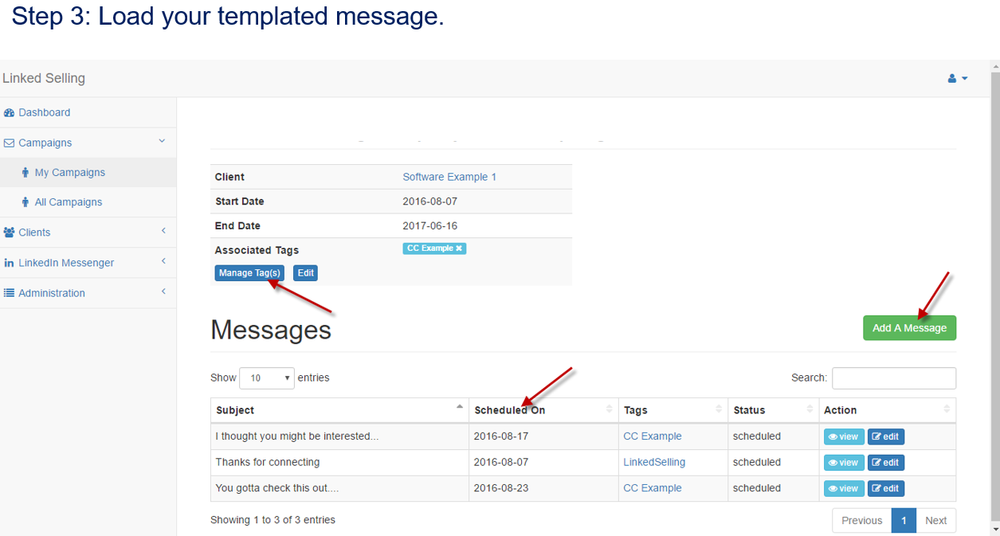 Step 3: Load your templated message.
Linked Selling
Dashboard
Campaigns
My Campaigns
All Campaigns
Clients
LinkedIn Messenger
Administration
Client Software Example 1
Start Date 2016-08-07
End Date 2017-06-16
Associated Tags CC Example ×
Manage Tag(s) Edit
Messages
Add A Message
Show 10 entries Search:
Subject Scheduled On Tags Status Action
I thought you might be interested... 2016-08-17 CC Example scheduled view edit
Thanks for connecting 2016-08-07 LinkedSelling scheduled view edit
You gotta check this out.... 2016-08-23 CC Example scheduled view edit
Showing 1 to 3 of 3 entries
Previous 1 Next